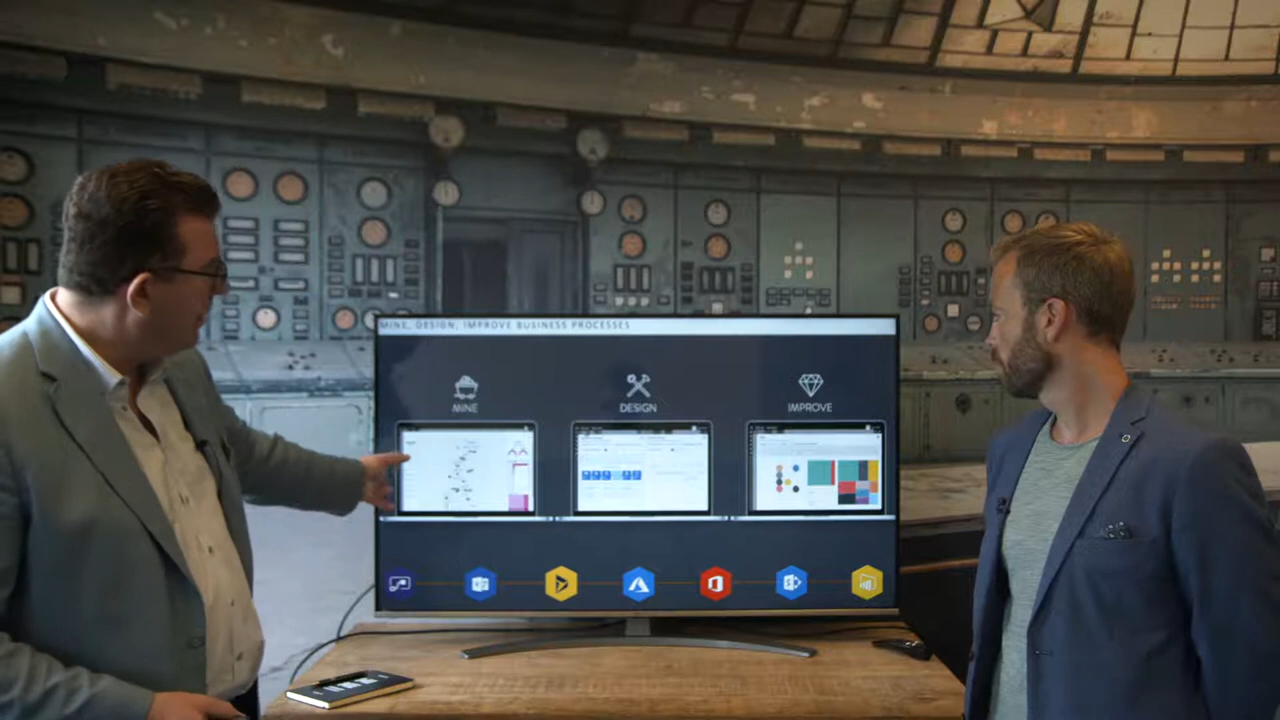 MINE, DESIGN, IMPROVE BUSINESS PROCESSES
MINE
DESIGN
IMPROVE